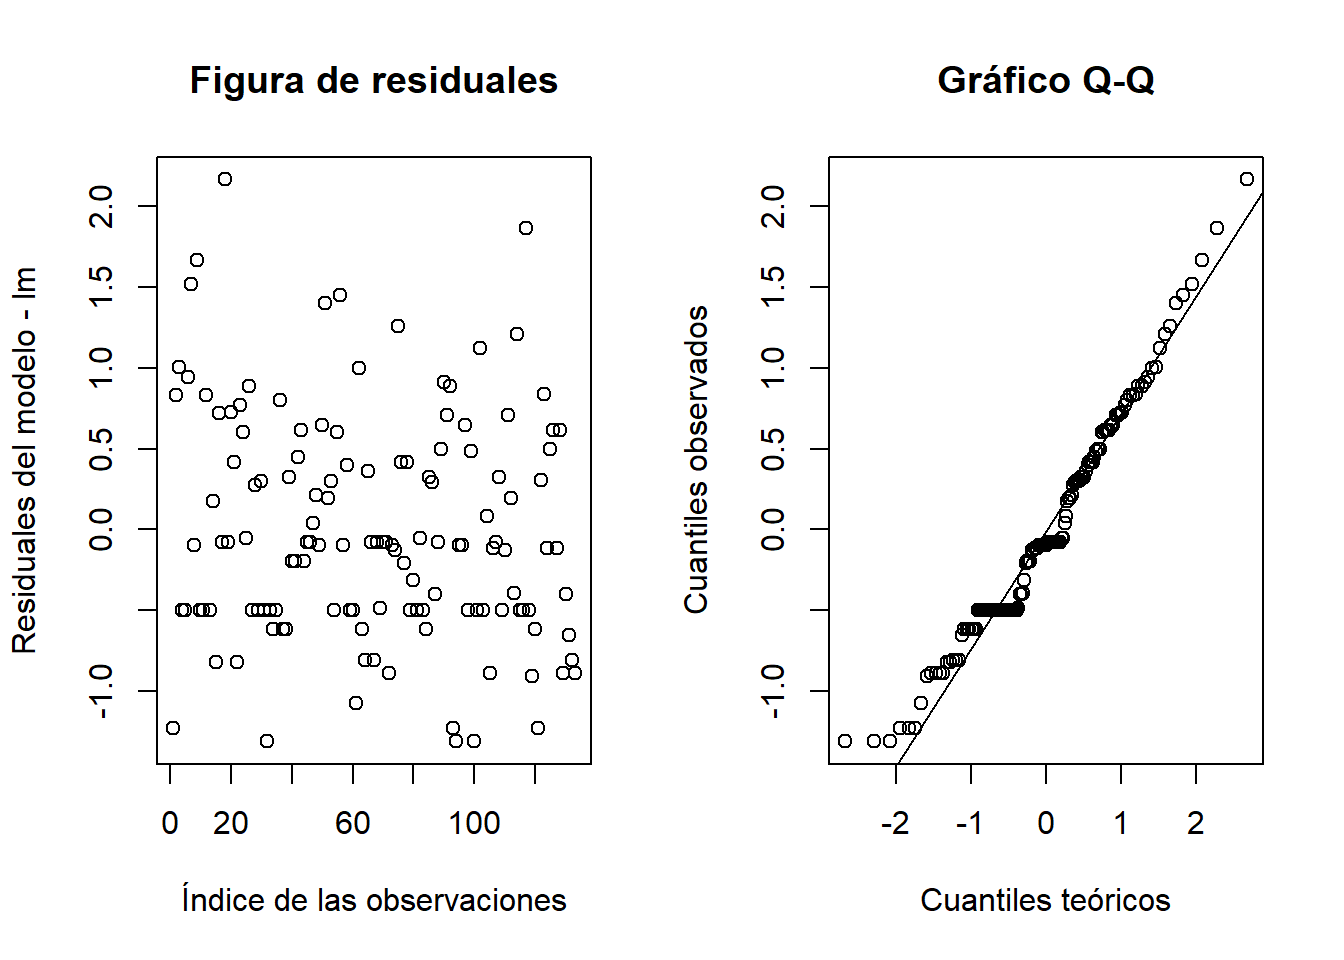 Figura de residuales
Residuales del modelo - lm
2.0
1.5
1.0
0.5
0.0
-1.0
0 20 60 100
Índice de las observaciones
Gráfico Q-Q
Cuantiles observados
2.0
1.5
1.0
0.5
0.0
-1.0
-2 -1 0 1 2
Cuantiles teóricos